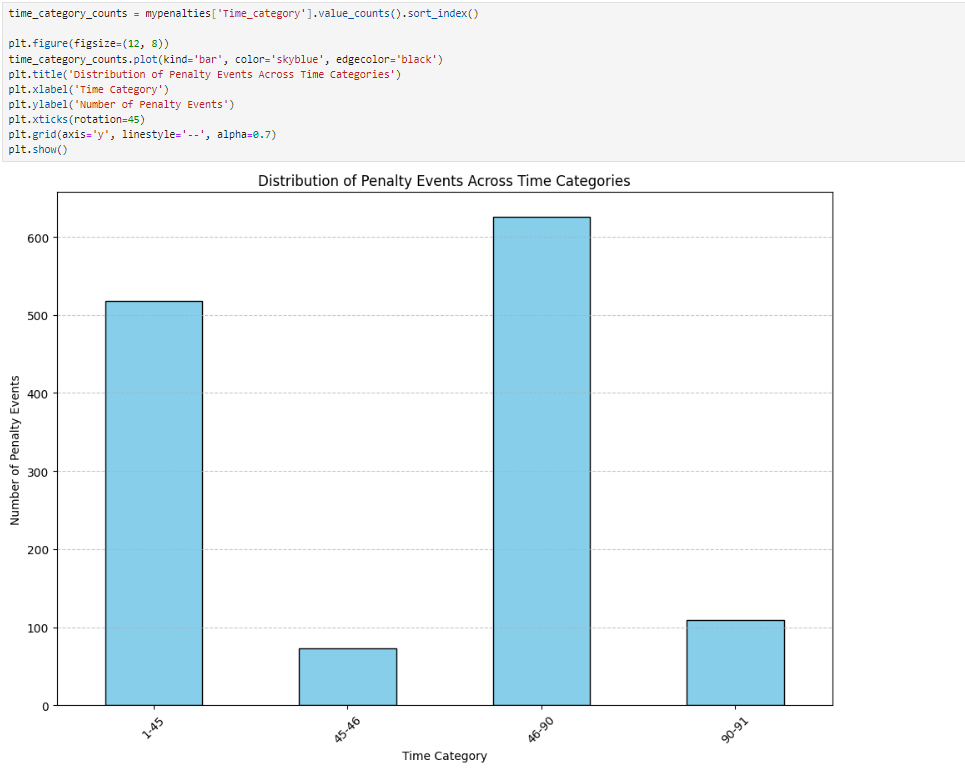 time_category_counts = mypenalties['Time_category'].value_counts().sort_index()
plt.figure(figsize=(12, 8))
time_category_counts.plot(kind='bar', color='skyblue', edgecolor='black')
plt.title('Distribution of Penalty Events Across Time Categories')
plt.xlabel('Time Category')
plt.ylabel('Number of Penalty Events')
plt.xticks(rotation=45)
plt.grid(axis='y', linestyle='--', alpha=0.7)
plt.show()
Distribution of Penalty Events Across Time Categories
Number of Penalty Events
600
500
400
300
200
100
0
1-45
45-46
46-90
90-91
Time Category